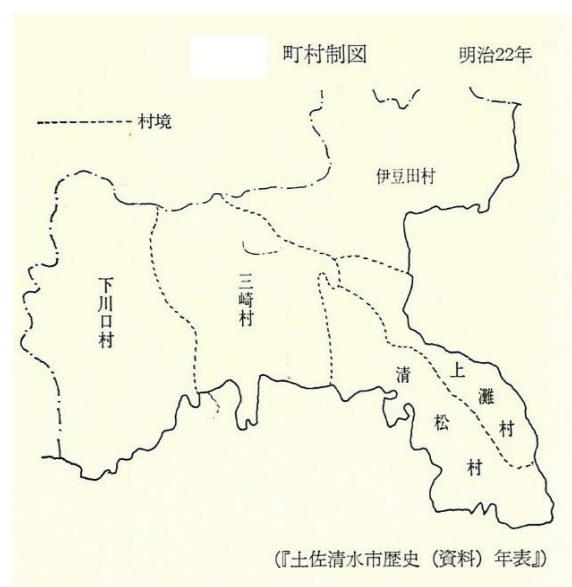 町村制図 明治22年
村境
伊豆田村
下川口村
三崎村
清松村
上灘村
(『土佐清水市歴史（資料）年表』)